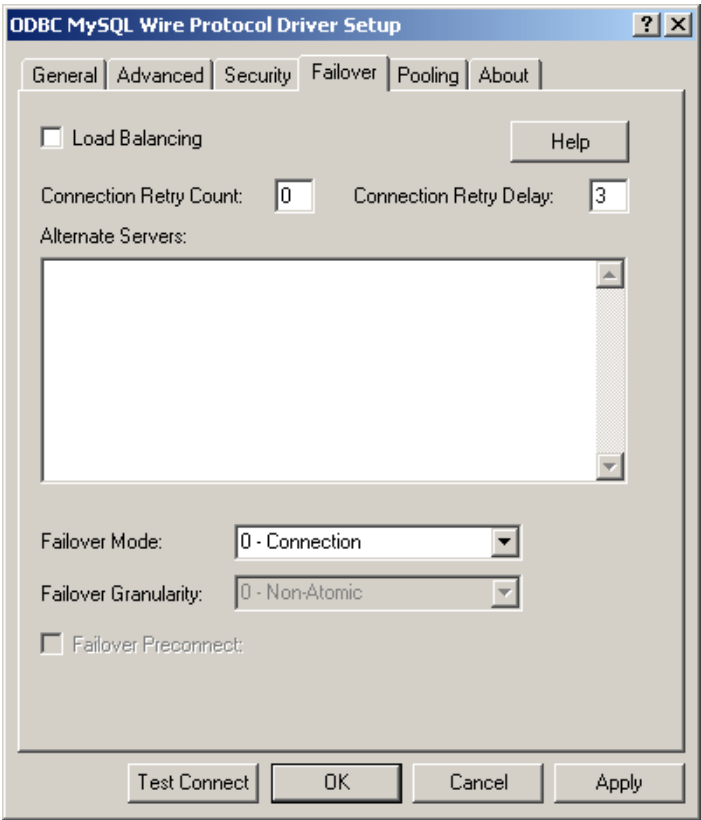 ODBC MySQL Wire Protocol Driver Setup ? X
General Advanced Security Failover Pooling About
Load Balancing Help
Connection Retry Count: 0 Connection Retry Delay: 3
Alternate Servers:
Failover Mode: 0 - Connection
Failover Granularity: 0 - Non-Atomic
Failover Preconnect:
Test Connect OK Cancel Apply